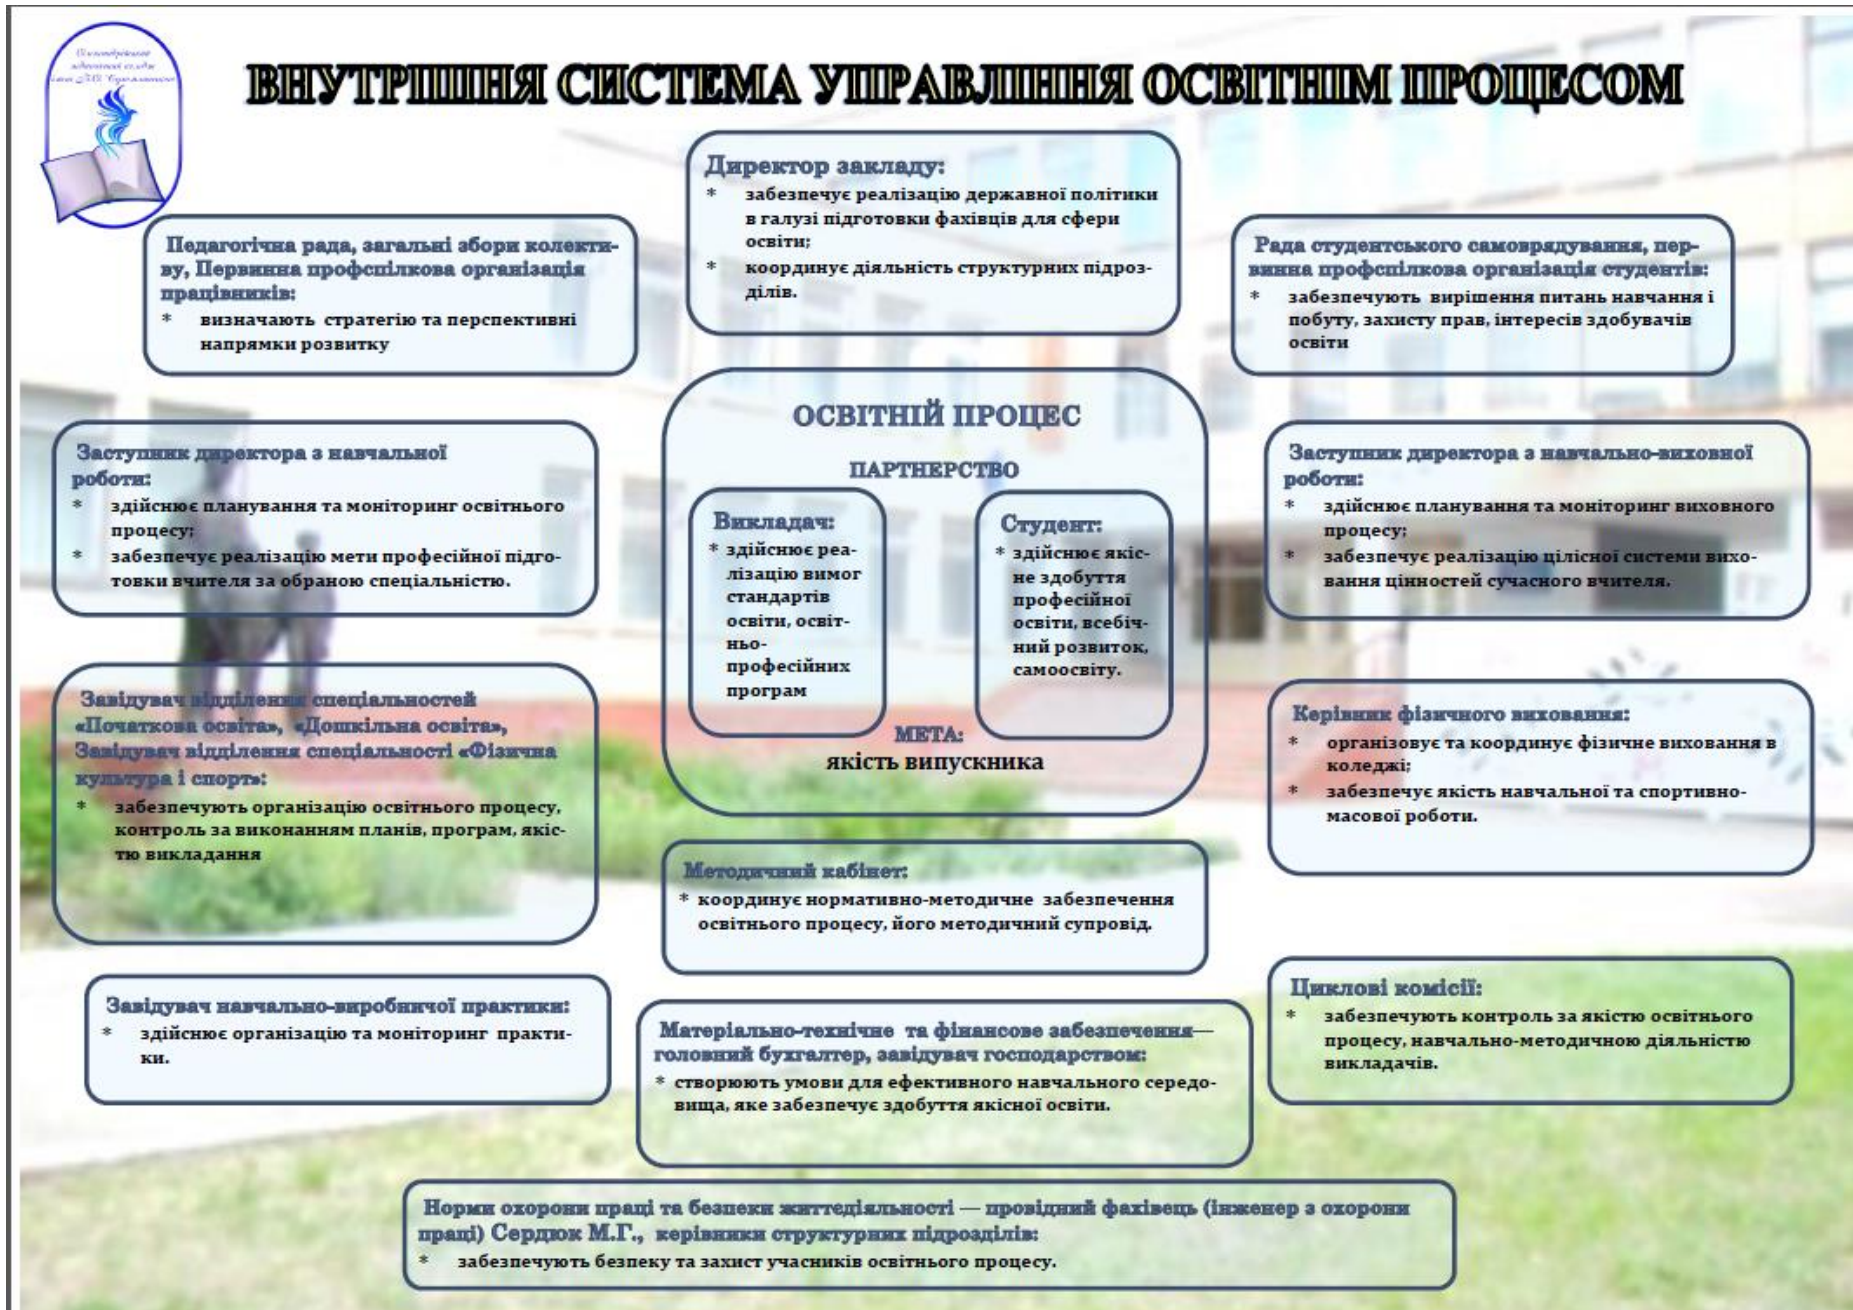 Олександрійський
педагогічний коледж
імені В.О. Сухомлинського
ВНУТРІШНЯ СИСТЕМА УПРАВЛІННЯ ОСВІТНІМ ПРОЦЕСОМ
Директор закладу:
* забезпечує реалізацію державної політики
в галузі підготовки фахівців для сфери
освіти;
* координує діяльність структурних підроз-
ділів.
Педагогічна рада, загальні збори колекти-
ву, Первинна профспілкова організація
працівників:
* визначають стратегію та перспективні
напрямки розвитку
Рада студентського самоврядування, пер-
винна профспілкова організація студентів:
* забезпечують вирішення питань навчання і
побуту, захисту прав, інтересів здобувачів
освіти
Заступник директора з навчальної
роботи:
* здійснює планування та моніторинг освітнього
процесу;
* забезпечує реалізацію мети професійної підго-
товки вчителя за обраною спеціальністю.
ОСВІТНІЙ ПРОЦЕС
ПАРТНЕРСТВО
Викладач:
* здійснює реа-
лізацію вимог
стандартів
освіти, освіт-
ньо-
професійних
програм
Студент:
* здійснює якіс-
не здобуття
професійної
освіти, всебіч-
ний розвиток,
самоосвіту.
МЕТА:
якість випускника
Заступник директора з навчально-виховної
роботи:
* здійснює планування та моніторинг виховного
процесу;
* забезпечує реалізацію цілісної системи вихо-
вання цінностей сучасного вчителя.
Завідувач відділення спеціальностей
«Початкова освіта», «Дошкільна освіта»,
Завідувач відділення спеціальності «Фізична
культура і спорт»:
* забезпечують організацію освітнього процесу,
контроль за виконанням планів, програм, якіс-
тю викладання
Керівник фізичного виховання:
* організовує та координує фізичне виховання в
коледжі;
* забезпечує якість навчальної та спортивно-
масової роботи.
Методичний кабінет:
* координує нормативно-методичне забезпечення
освітнього процесу, його методичний супровід.
Завідувач навчально-виробничої практики:
* здійснює організацію та моніторинг практи-
ки.
Матеріально-технічне та фінансове забезпечення—
головний бухгалтер, завідувач господарством:
* створюють умови для ефективного навчального середо-
вища, яке забезпечує здобуття якісної освіти.
Циклові комісії:
* забезпечують контроль за якістю освітнього
процесу, навчально-методичною діяльністю
викладачів.
Норми охорони праці та безпеки життєдіяльності — провідний фахівець (інженер з охорони
праці) Сердюк М.Г., керівники структурних підрозділів:
* забезпечують безпеку та захист учасників освітнього процесу.